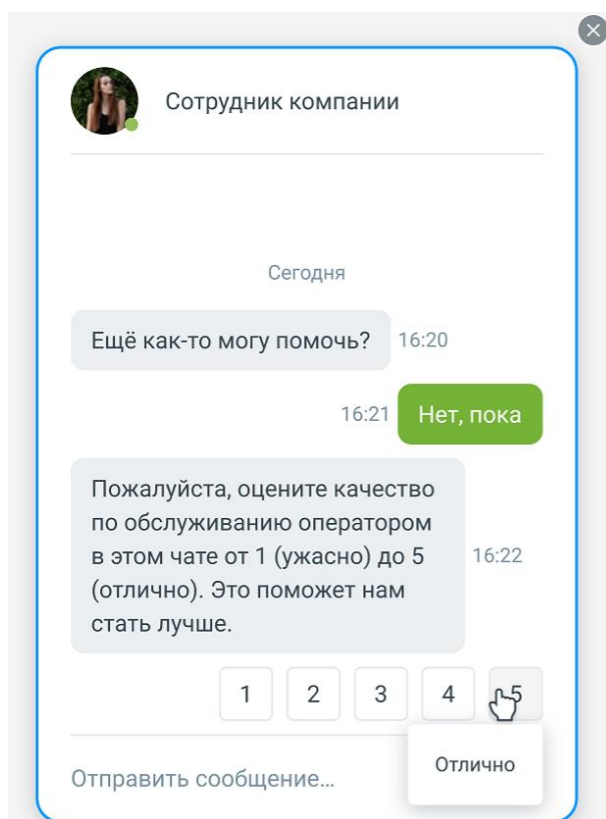 Сотрудник компании
Сегодня
Ещё как-то могу помочь? 16:20
16:21 Нет, пока
Пожалуйста, оцените качество
по обслуживанию оператором
в этом чате от 1 (ужасно) до 5 16:22
(отлично). Это поможет нам
стать лучше.
1 2 3 4 5
Отлично
Отправить сообщение…